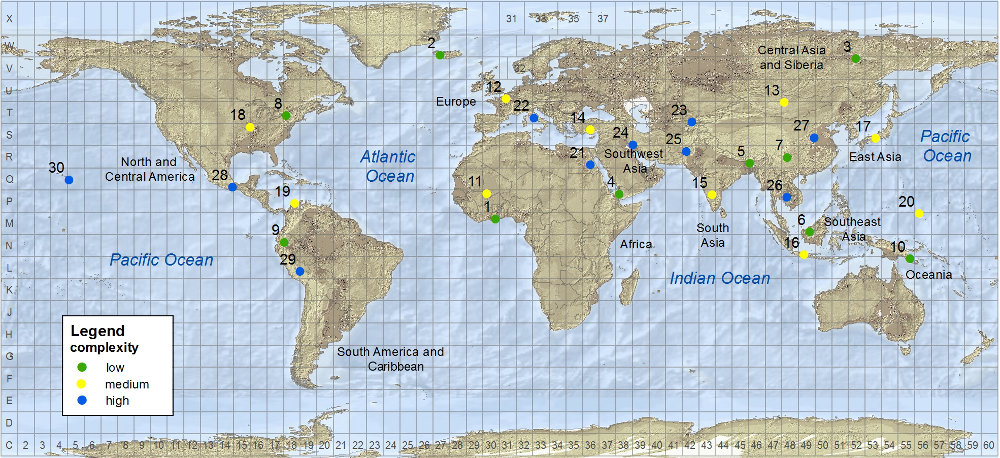 X
31 33 35 37
W
2
Central Asia
and Siberia
3
V
U
12
13
Europe
T
8
22
18
14
23
S
24
27
17
Pacific
Ocean
25
Southwest
Asia
East Asia
R
Atlantic
Ocean
North and
Central America
30
21
5
7
Q
28
4
26
P
19
11
15
20
M
1
6
Southeast
Asia
South
Asia
N
9
Africa
16
10
Pacific Ocean
29
L
Indian Ocean
Oceania
K
J
H
Legend
complexity
low
medium
high
G
South America and
Caribbean
F
E
D
C 2 3 4 5 6 7 8 9 10 11 12 13 14 15 16 17 18 19 20 21 22 23 24 25 26 27 28 29 30 31 32 33 34 35 36 37 38 39 40 41 42 43 44 45 46 47 48 49 50 51 52 53 54 55 56 57 58 59 60